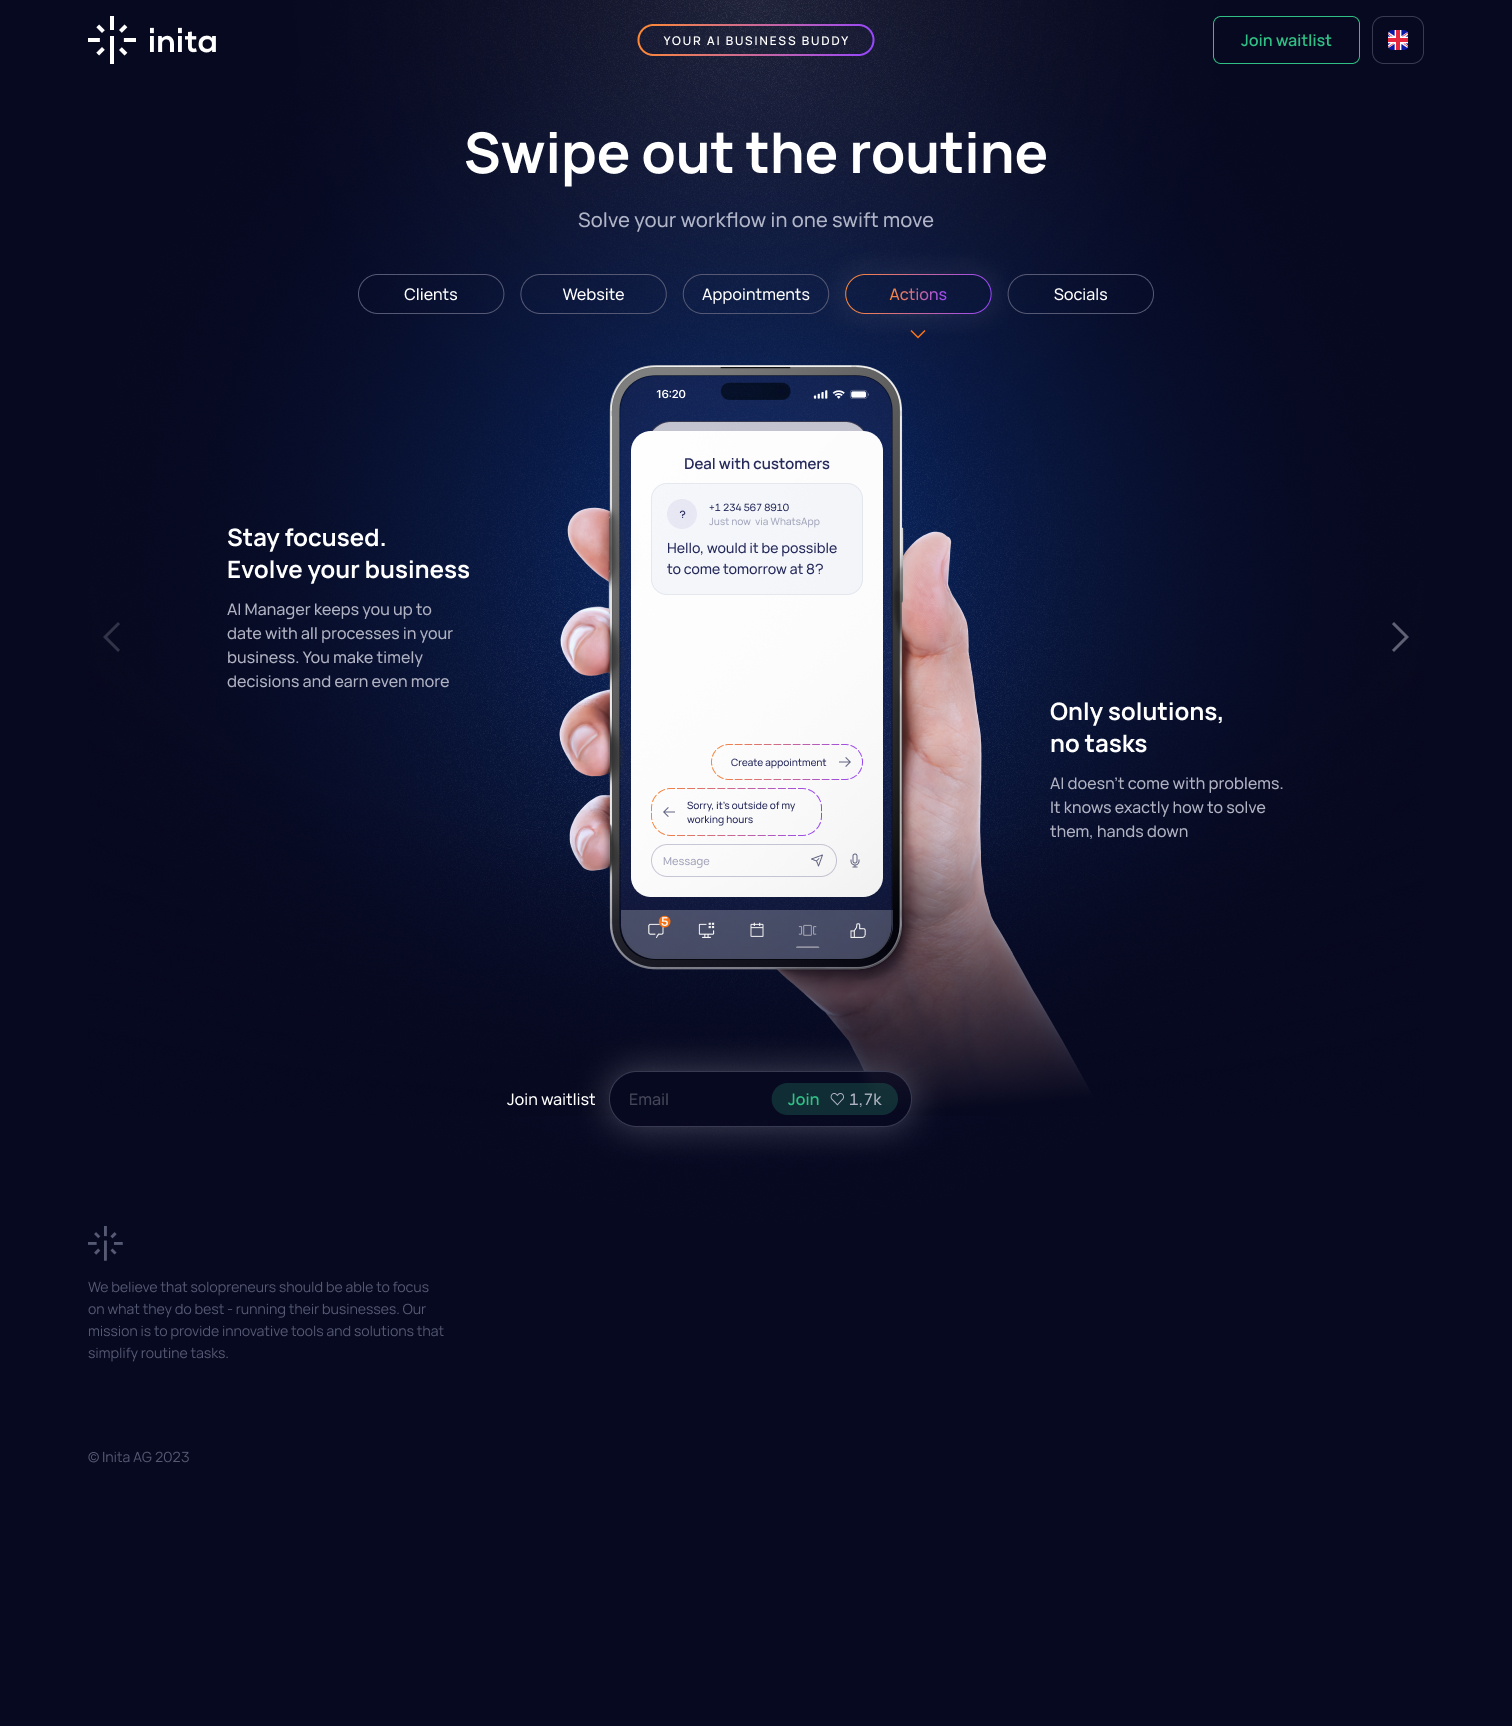 inita
YOUR AI BUSINESS BUDDY
Join waitlist
Swipe out the routine
Solve your workflow in one swift move
Clients
Website
Appointments
Actions
Socials
16:20
Deal with customers
?
+1 234 567 8910
Just now via WhatsApp
Hello, would it be possible
to come tomorrow at 8?
Create appointment
Sorry, it's outside of my
working hours
Message
5
Stay focused.
Evolve your business
AI Manager keeps you up to
date with all processes in your
business. You make timely
decisions and earn even more
Only solutions,
no tasks
AI doesn't come with problems.
It knows exactly how to solve
them, hands down
Join waitlist
Email
Join 1,7k
We believe that solopreneurs should be able to focus
on what they do best - running their businesses. Our
mission is to provide innovative tools and solutions that
simplify routine tasks.
© Inita AG 2023